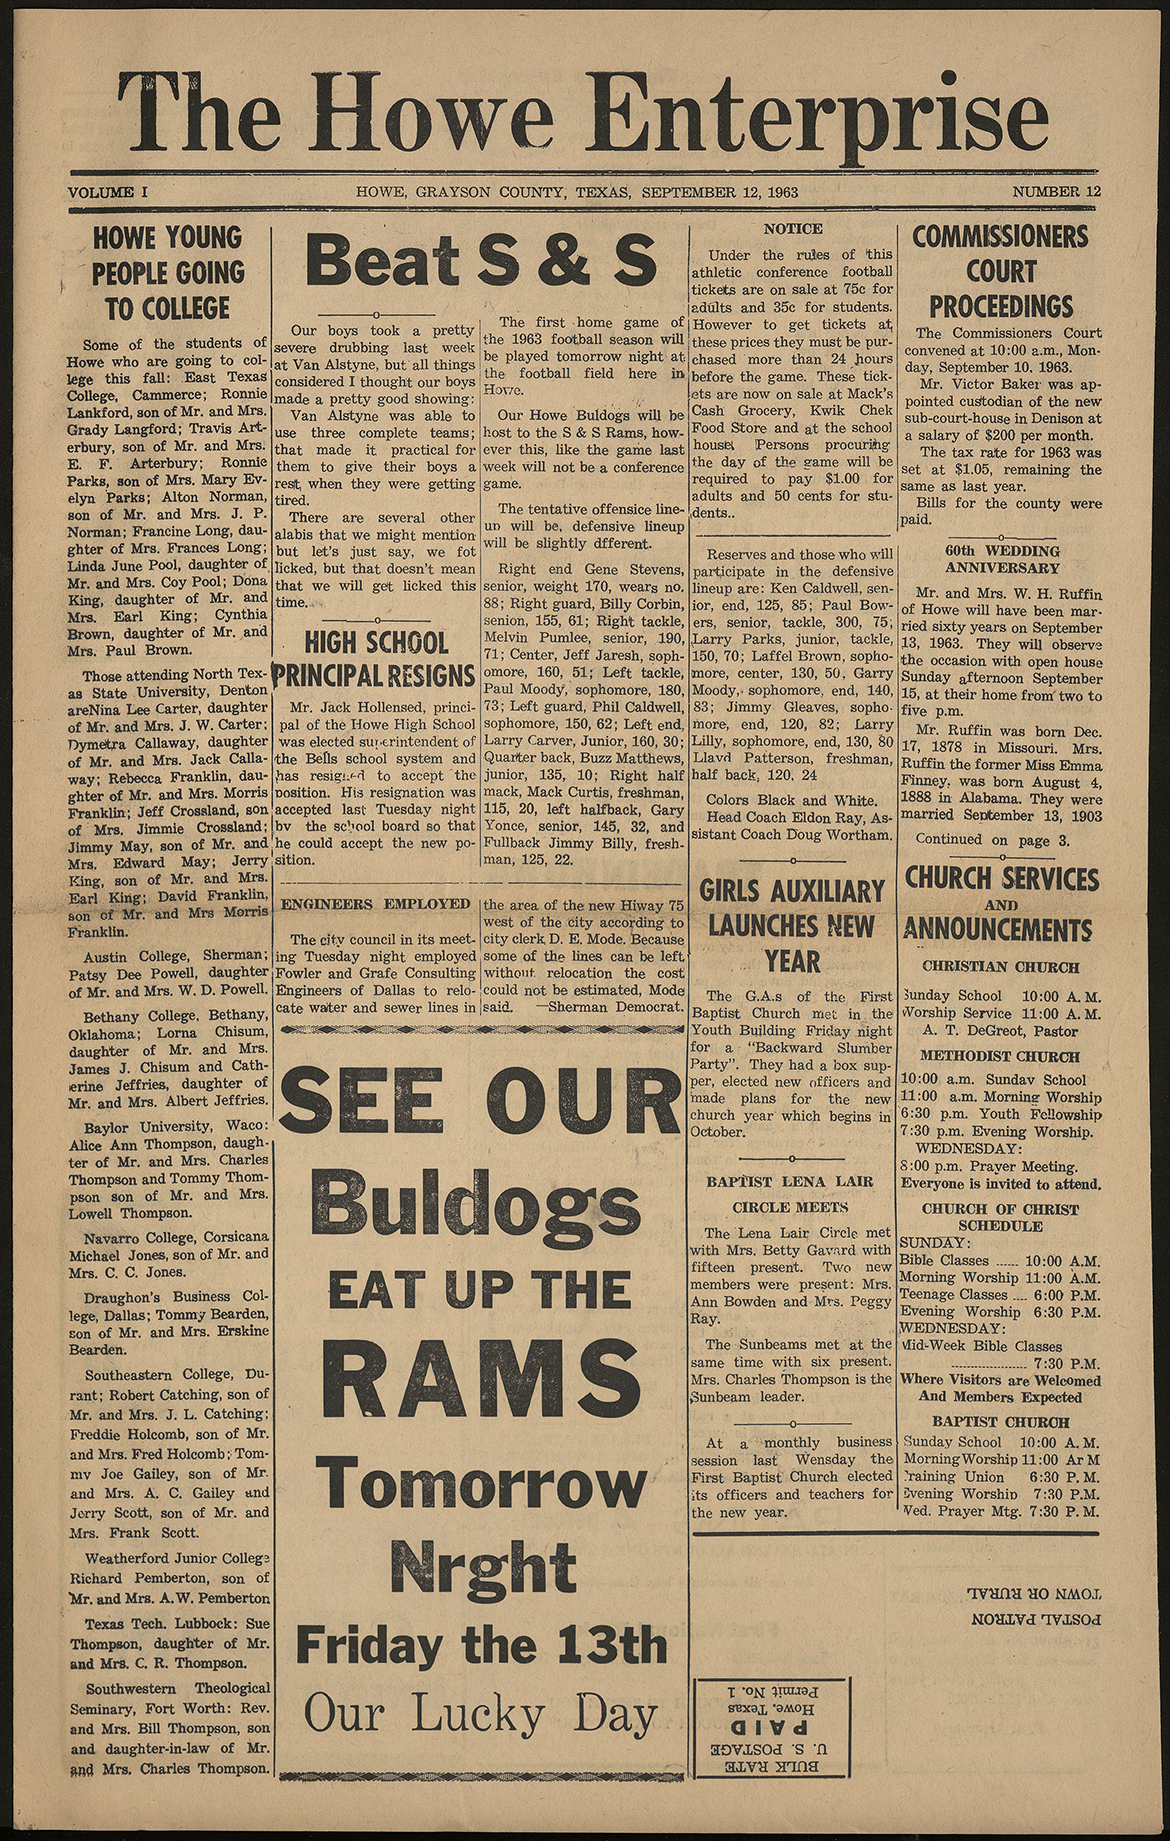 The Howe Enterprise
VOLUME I
HOWE, GRAYSON COUNTY, TEXAS, SEPTEMBER 12, 1963
NUMBER 12
HOWE YOUNG
PEOPLE GOING
TO COLLEGE
Some of the students of
Howe who are going to col-
lege this fall: East Texas
College, Cammerce; Ronnie
Lankford, son of Mr. and Mrs.
Grady Langford; Travis Art-
erbury, son of Mr. and Mrs.
E. F. Arterbury; Ronnie
Parks, son of Mrs. Mary Ev-
elyn Parks; Alton Norman,
son of Mr. and Mrs. J. P.
Norman; Francine Long, dau-
ghter of Mrs. Frances Long;
Linda June Pool, daughter of
Mr. and Mrs. Coy Pool; Dona
King, daughter of Mr. and
Mrs. Earl King; Cynthia
Brown, daughter of Mr. and
Mrs. Paul Brown.
Those attending North Tex-
as State University, Denton
areNina Lee Carter, daughter
of Mr. and Mrs. J. W. Carter;
Dymetra Callaway, daughter
of Mr. and Mrs. Jack Calla-
way; Rebecca Franklin, dau-
ghter of Mr. and Mrs. Morris
Franklin; Jeff Crossland, son
of Mrs. Jimmie Crossland;
Jimmy May, son of Mr. and
Mrs. Edward May; Jerry
King, son of Mr. and Mrs.
Earl King; David Franklin,
son of Mr. and Mrs Morris
Franklin.
Austin College, Sherman;
Patsy Dee Powell, daughter
of Mr. and Mrs. W. D. Powell.
Bethany College, Bethany,
Oklahoma; Lorna Chisum,
daughter of Mr. and Mrs.
James J. Chisum and Cath-
erine Jeffries, daughter of
Mr. and Mrs. Albert Jeffries.
Baylor University, Waco:
Alice Ann Thompson, daugh-
ter of Mr. and Mrs. Charles
Thompson and Tommy Thom-
pson son of Mr. and Mrs.
Lowell Thompson.
Navarro College, Corsicana
Michael Jones, son of Mr. and
Mrs. C. C. Jones.
Draughon's Business Col-
lege, Dallas; Tommy Bearden,
son of Mr. and Mrs. Erskine
Bearden.
Southeastern College, Du-
rant; Robert Catching, son of
Mr. and Mrs. J. L. Catching;
Freddie Holcomb, son of Mr.
and Mrs. Fred Holcomb; Tom-
my Joe Gailey, son of Mr.
and Mrs. A. C. Gailey and
Jerry Scott, son of Mr. and
Mrs. Frank Scott.
Weatherford Junior College
Richard Pemberton, son of
Mr. and Mrs. A.W. Pemberton
Texas Tech. Lubbock: Sue
Thompson, daughter of Mr.
and Mrs. C. R. Thompson.
Southwestern Theological
Seminary, Fort Worth: Rev.
and Mrs. Bill Thompson, son
and daughter-in-law of Mr.
and Mrs. Charles Thompson.
Beat S & S
Our boys took a pretty
severe drubbing last week
at Van Alstyne, but all things
considered I thought our boys
made a pretty good showing:
Van Alstyne was able to
use three complete teams;
that made it practical for
them to give their boys a
rest, when they were getting
tired.
There are several other
alabis that we might mention
but let's just say, we fot
licked, but that doesn't mean
that we will get licked this
time.
HIGH SCHOOL
PRINCIPAL RESIGNS
Mr. Jack Hollensed, princi-
pal of the Howe High School
was elected superintendent of
the Bells school system and
has resigned to accept the
position. His resignation was
accepted last Tuesday night
by the school board so that
he could accept the new po-
sition.
The first home game of
the 1963 football season will
be played tomorrow night at
the football field here in
Howe.
Our Howe Buldogs will be
host to the S & S Rams, how-
ever this, like the game last
week will not be a conference
game.
The tentative offensice line-
up will be, defensive lineup
will be slightly dfferent.
Right end Gene Stevens,
senior, weight 170, wears no.
88; Right guard, Billy Corbin,
senion, 155, 61; Right tackle,
Melvin Pumlee, senior, 190,
71; Center, Jeff Jaresh, soph-
omore, 160, 51; Left tackle,
Paul Moody, sophomore, 180,
73; Left guard, Phil Caldwell,
sophomore, 150, 62; Left end,
Larry Carver, Junior, 160, 30;
Quarter back, Buzz Matthews,
junior, 135, 10; Right half
mack, Mack Curtis, freshman,
115, 20, left halfback, Gary
Yonce, senior, 145, 32, and
Fullback Jimmy Billy, fresh-
man, 125, 22.
ENGINEERS EMPLOYED
The city council in its meet-
ing Tuesday night employed
Fowler and Grafe Consulting
Engineers of Dallas to relo-
cate water and sewer lines in
the area of the new Hiway 75
west of the city according to
city clerk D. E. Mode. Because
some of the lines can be left
without relocation the cost
could not be estimated, Mode
said. —Sherman Democrat.
SEE OUR
Buldogs
EAT UP THE
RAMS
Tomorrow
Nrght
Friday the 13th
Our Lucky Day
NOTICE
Under the rules of this
athletic conference football
tickets are on sale at 75c for
adults and 35c for students.
However to get tickets at
these prices they must be pur-
chased more than 24 hours
before the game. These tick-
ets are now on sale at Mack's
Cash Grocery, Kwik Chek
Food Store and at the school
house. Persons procuring
the day of the game will be
required to pay $1.00 for
adults and 50 cents for stu-
dents..
Reserves and those who will
participate in the defensive
lineup are: Ken Caldwell, sen-
ior, end, 125, 85; Paul Bow-
ers, senior, tackle, 300, 75;
Larry Parks, junior, tackle,
150, 70; Laffel Brown, sopho-
more, center, 130, 50, Garry
Moody, sophomore, end, 140,
83; Jimmy Gleaves, sopho-
more, end, 120, 82; Larry
Lilly, sophomore, end, 130, 80
Llayd Patterson, freshman,
half back, 120. 24
Colors Black and White.
Head Coach Eldon Ray, As-
sistant Coach Doug Wortham.
GIRLS AUXILIARY
LAUNCHES NEW
YEAR
The G.A.s of the First
Baptist Church met in the
Youth Building Friday night
for a "Backward Slumber
Party". They had a box sup-
per, elected new officers and
made plans for the new
church year which begins in
October.
BAPTIST LENA LAIR
CIRCLE MEETS
The Lena Lair Circle met
with Mrs. Betty Gavard with
fifteen present. Two new
members were present: Mrs.
Ann Bowden and Mrs. Peggy
Ray.
The Sunbeams met at the
same time with six present.
Mrs. Charles Thompson is the
Sunbeam leader.
At a monthly business
session last Wensday the
First Baptist Church elected
its officers and teachers for
the new year.
COMMISSIONERS
COURT
PROCEEDINGS
The Commissioners Court
convened at 10:00 a.m., Mon-
day, September 10, 1963.
Mr. Victor Baker was ap-
pointed custodian of the new
sub-court-house in Denison at
a salary of $200 per month.
The tax rate for 1963 was
set at $1.05, remaining the
same as last year.
Bills for the county were
paid.
60th WEDDING
ANNIVERSARY
Mr. and Mrs. W. H. Ruffin
of Howe will have been mar-
ried sixty years on September
13, 1963. They will observe
the occasion with open house
Sunday afternoon September
15, at their home from two to
five p.m.
Mr. Ruffin was born Dec.
17, 1878 in Missouri. Mrs.
Ruffin the former Miss Emma
Finney, was born August 4,
1888 in Alabama. They were
married September 13, 1903
Continued on page 3.
CHURCH SERVICES
AND
ANNOUNCEMENTS
CHRISTIAN CHURCH
Sunday School 10:00 A. M.
Worship Service 11:00 A. M.
A. T. DeGreot, Pastor
METHODIST CHURCH
10:00 a.m. Sunday School
11:00 a.m. Morning Worship
6:30 p.m. Youth Fellowship
7:30 p.m. Evening Worship.
WEDNESDAY:
8:00 p.m. Prayer Meeting.
Everyone is invited to attend.
CHURCH OF CHRIST
SCHEDULE
SUNDAY:
Bible Classes ...... 10:00 A.M.
Morning Worship 11:00 A.M.
Teenage Classes .... 6:00 P.M.
Evening Worship 6:30 P.M.
WEDNESDAY:
Mid-Week Bible Classes
...................... 7:30 P.M.
Where Visitors are Welcomed
And Members Expected
BAPTIST CHURCH
Sunday School 10:00 A. M.
Morning Worship 11:00 Ar M
Training Union 6:30 P. M.
Evening Worship 7:30 P.M.
Wed. Prayer Mtg. 7:30 P. M.
POSTAL PATRON
TOWN OR RURAL
BULK RATE
U. S. POSTAGE
PAID
Howe, Texas
Permit No. 1